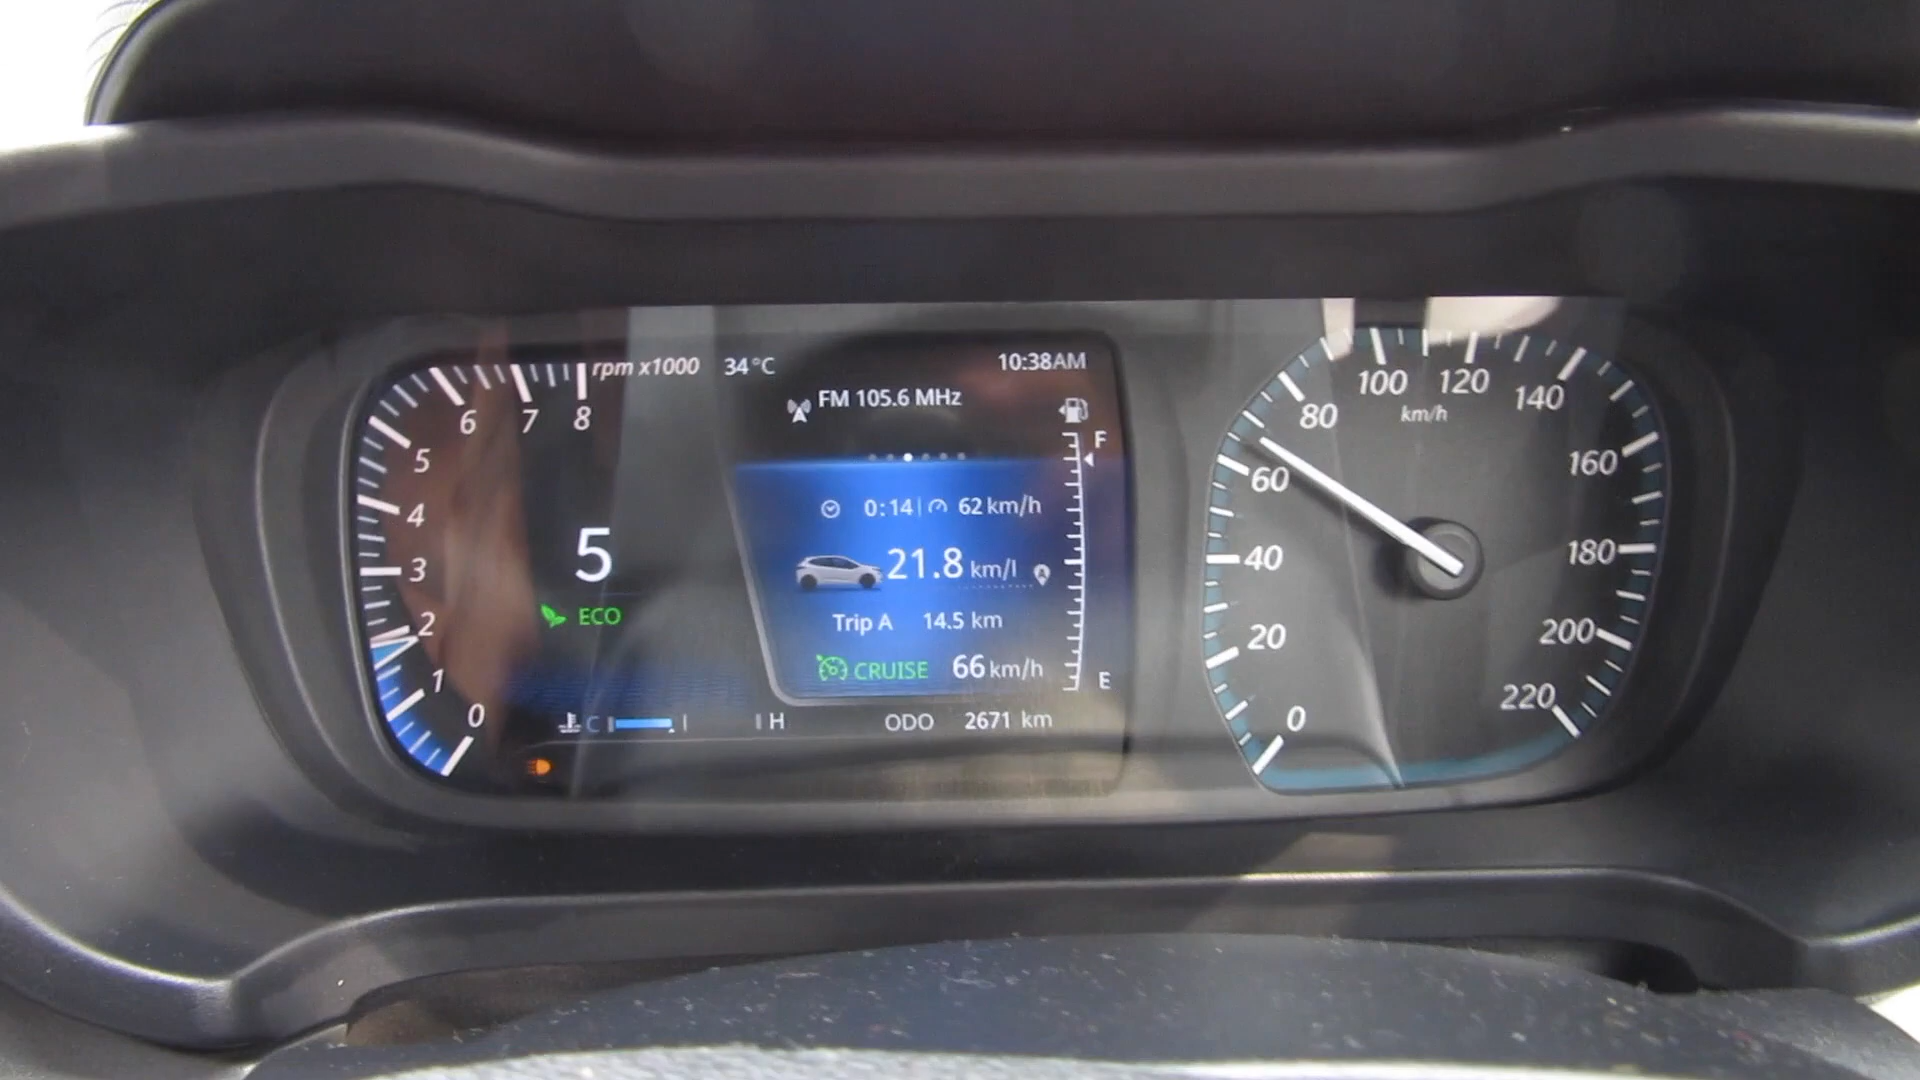 rpm x1000 34°C 10:38AM
FM 105.6 MHz
0 1 2 3 4 5 6 7 8
5
ECO
F
0:14 62 km/h
21.8 km/l
Trip A 14.5 km
CRUISE 66 km/h
E
C H ODO 2671 km
0 20 40 60 80 100 120 140 160 180 200 220
km/h